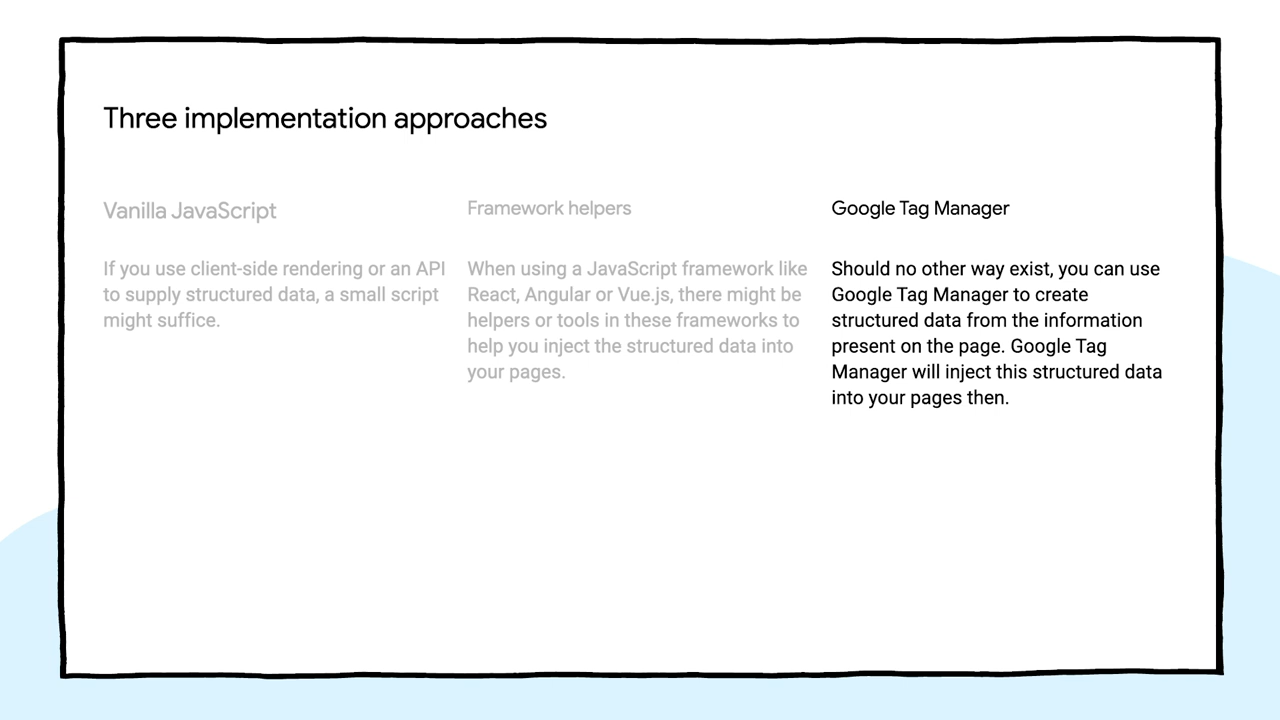 Three implementation approaches
Vanilla JavaScript
If you use client-side rendering or an API
to supply structured data, a small script
might suffice.
Framework helpers
When using a JavaScript framework like
React, Angular or Vue.js, there might be
helpers or tools in these frameworks to
help you inject the structured data into
your pages.
Google Tag Manager
Should no other way exist, you can use
Google Tag Manager to create
structured data from the information
present on the page. Google Tag
Manager will inject this structured data
into your pages then.